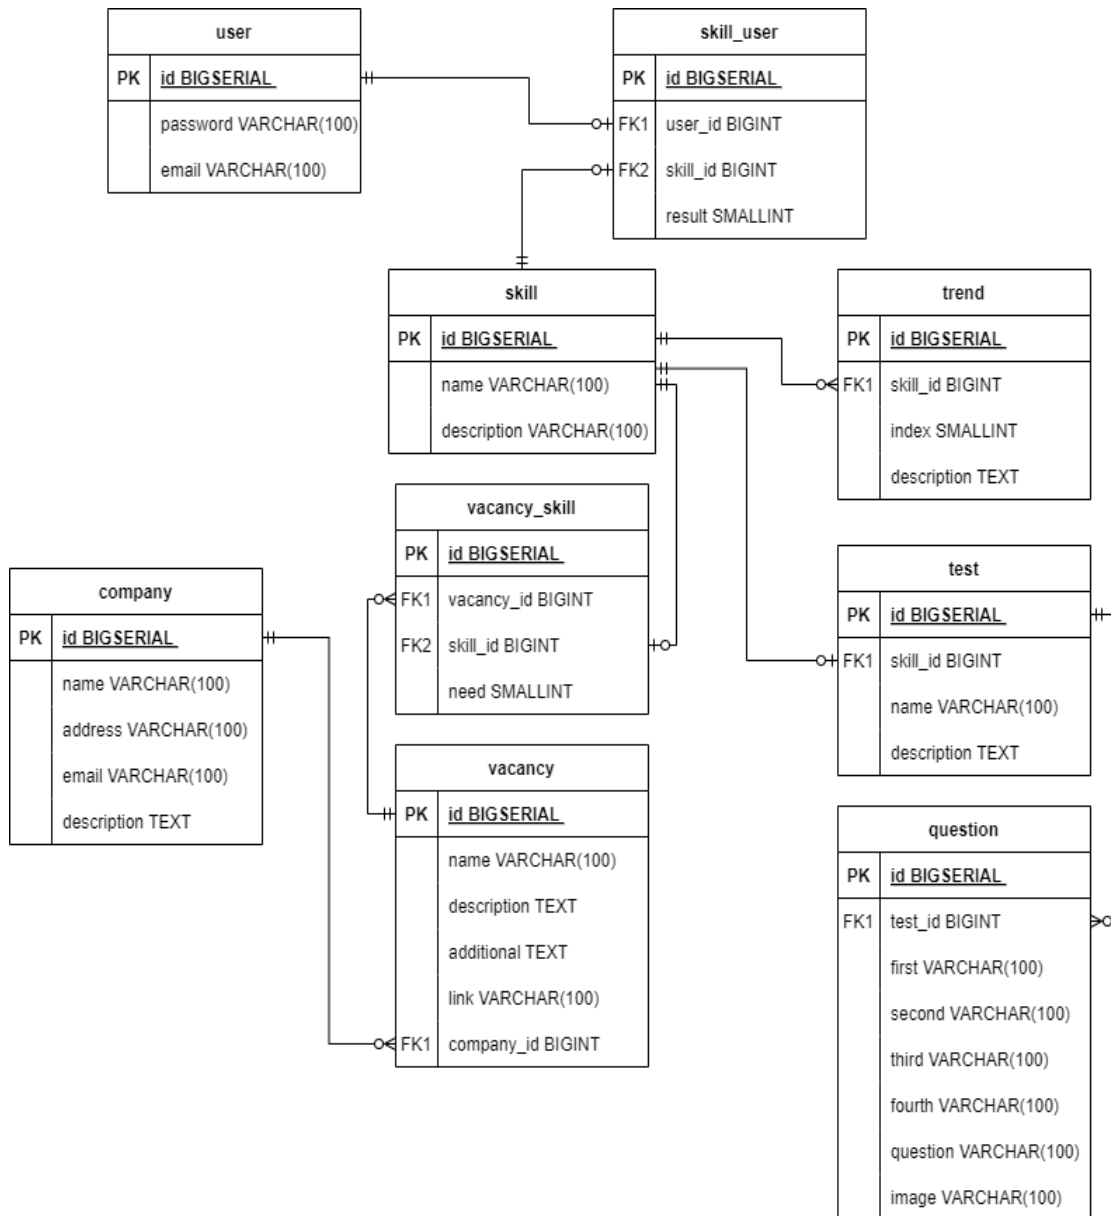 user
PK id BIGSERIAL
password VARCHAR(100)
email VARCHAR(100)
skill_user
PK id BIGSERIAL
FK1 user_id BIGINT
FK2 skill_id BIGINT
result SMALLINT
skill
PK id BIGSERIAL
name VARCHAR(100)
description VARCHAR(100)
trend
PK id BIGSERIAL
FK1 skill_id BIGINT
index SMALLINT
description TEXT
vacancy_skill
PK id BIGSERIAL
FK1 vacancy_id BIGINT
FK2 skill_id BIGINT
need SMALLINT
test
PK id BIGSERIAL
FK1 skill_id BIGINT
name VARCHAR(100)
description TEXT
company
PK id BIGSERIAL
name VARCHAR(100)
address VARCHAR(100)
email VARCHAR(100)
description TEXT
vacancy
PK id BIGSERIAL
name VARCHAR(100)
description TEXT
additional TEXT
link VARCHAR(100)
FK1 company_id BIGINT
question
PK id BIGSERIAL
FK1 test_id BIGINT
first VARCHAR(100)
second VARCHAR(100)
third VARCHAR(100)
fourth VARCHAR(100)
question VARCHAR(100)
image VARCHAR(100)